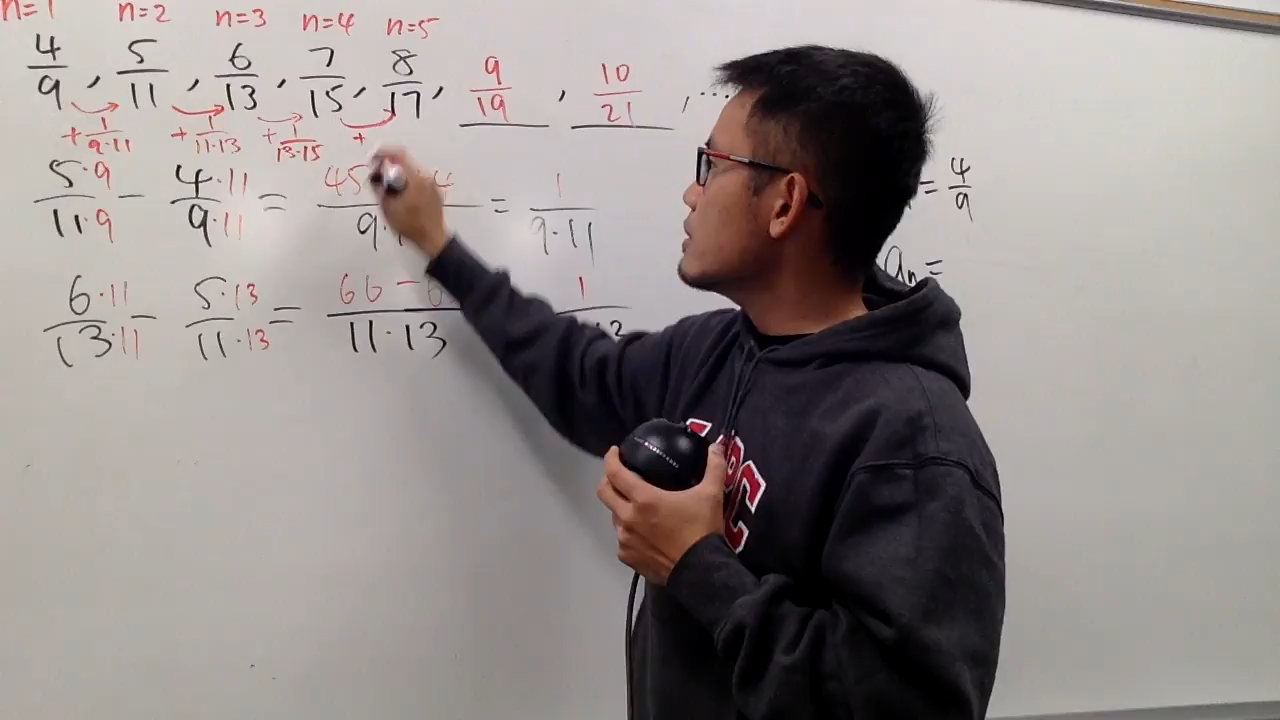 n=1 n=2 n=3 n=4 n=5
4/9 , 5/11 , 6/13 , 7/15 , 8/17 , 9/19 , 10/21 , ...
+ 1/9·11 + 1/11·13 + 1/13·15 +
5·9/11·9 − 4·11/9·11 = 45 4/9· = 1/9·11
= 4/9
aₙ =
6·11/13·11 − 5·13/11·13 = 66 − 6/11·13 1/